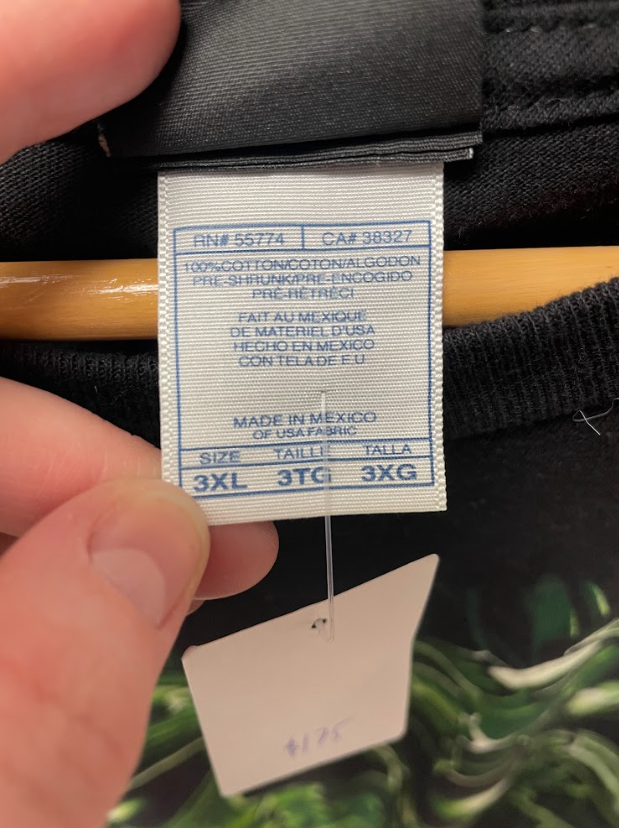 RN# 55774 CA# 38327
100%COTTON/COTON/ALGODON
PRE-SHRUNK/PRE-ENCOGIDO
PRÉ-RÉTRÉCI
FAIT AU MEXIQUE
DE MATERIEL D'USA
HECHO EN MEXICO
CON TELA DE E.U
MADE IN MEXICO
OF USA FABRIC
SIZE TAILLE TALLA
3XL 3TG 3XG
$175